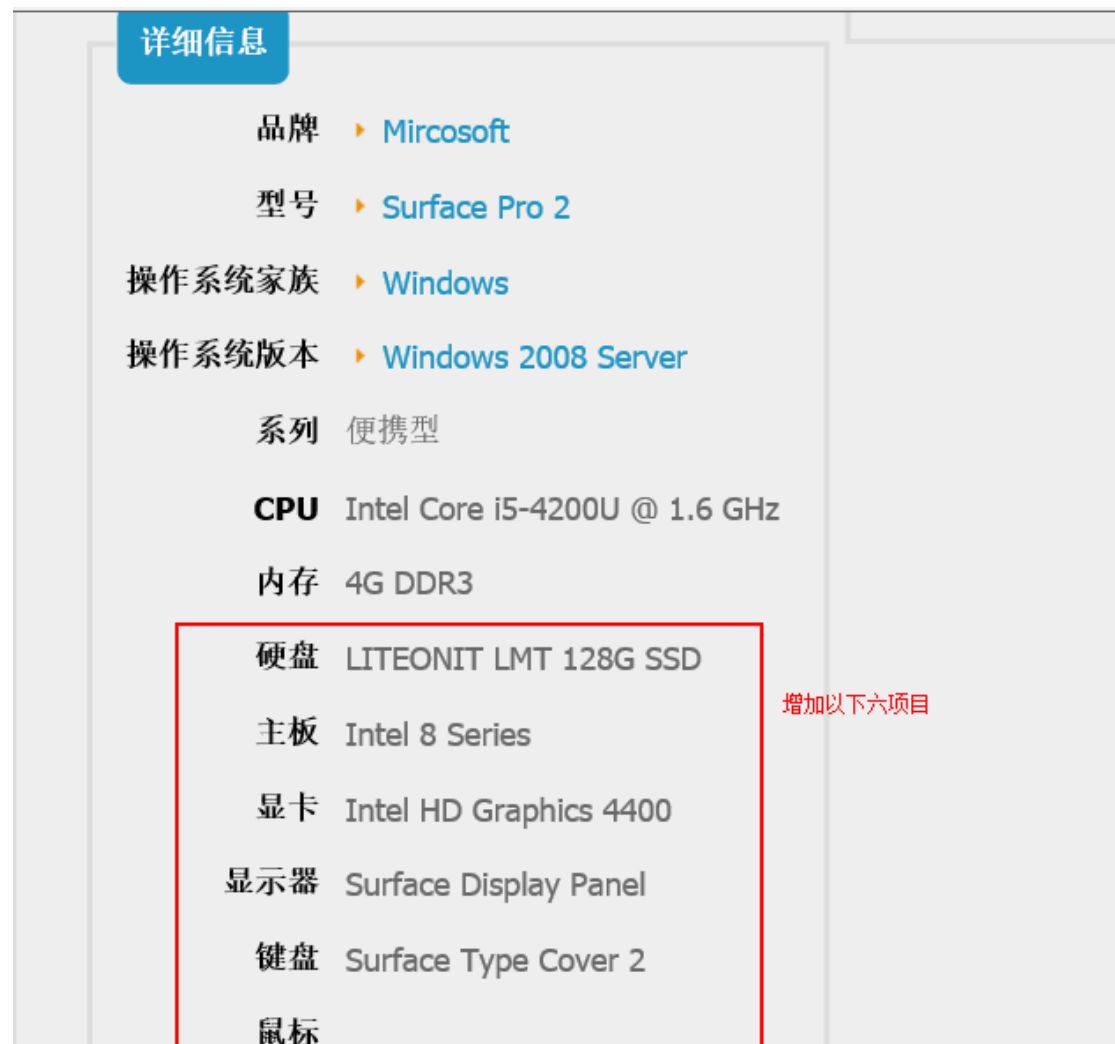 详细信息
品牌 Mircosoft
型号 Surface Pro 2
操作系统家族 Windows
操作系统版本 Windows 2008 Server
系列 便携型
CPU Intel Core i5-4200U @ 1.6 GHz
内存 4G DDR3
硬盘 LITEONIT LMT 128G SSD
增加以下六项目
主板 Intel 8 Series
显卡 Intel HD Graphics 4400
显示器 Surface Display Panel
键盘 Surface Type Cover 2
鼠标